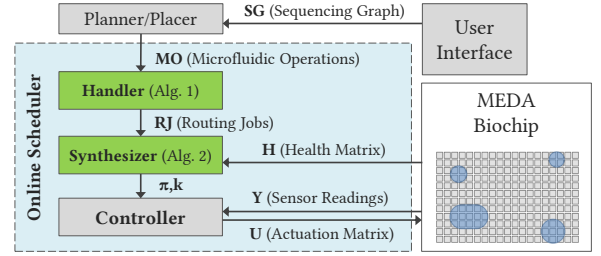 Planner/Placer
SG (Sequencing Graph)
User
Interface
MO (Microfluidic Operations)
Online Scheduler
Handler (Alg. 1)
RJ (Routing Jobs)
Synthesizer (Alg. 2)
H (Health Matrix)
π,k
Controller
Y (Sensor Readings)
U (Actuation Matrix)
MEDA
Biochip